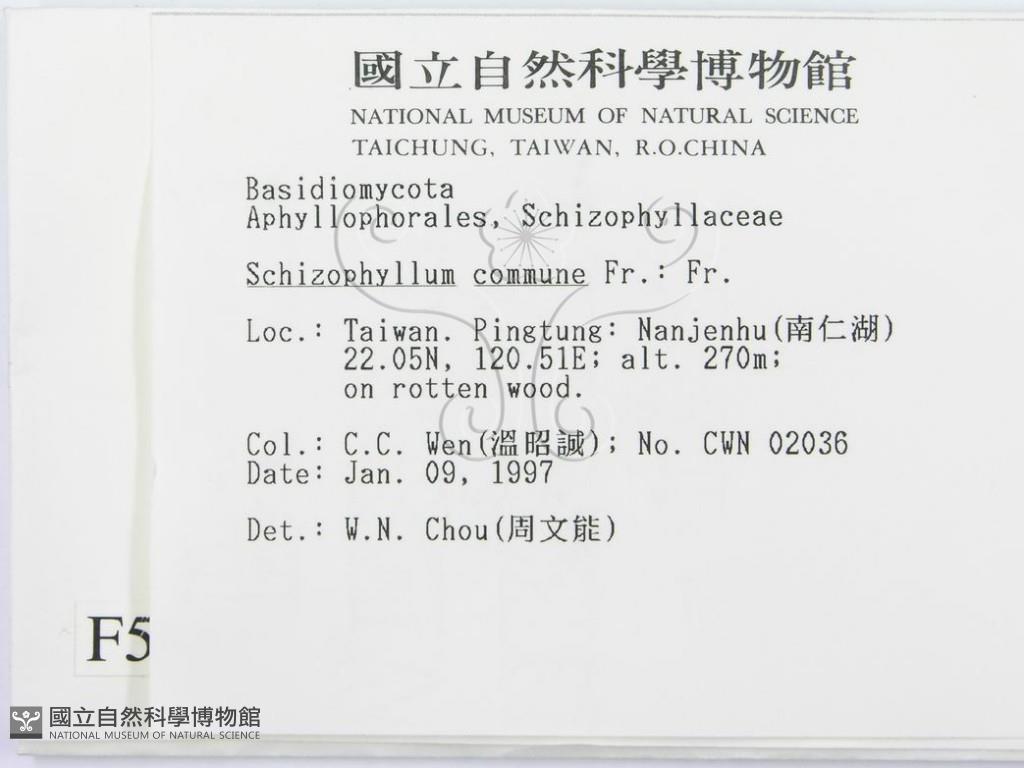 國立自然科學博物館
NATIONAL MUSEUM OF NATURAL SCIENCE
TAICHUNG, TAIWAN, R.O.CHINA
Basidiomycota
Aphyllophorales, Schizophyllaceae
Schizophyllum commune Fr.: Fr.
Loc.: Taiwan. Pingtung: Nanjenhu(南仁湖)
22.05N, 120.51E; alt. 270m;
on rotten wood.
Col.: C.C. Wen(溫昭誠); No. CWN 02036
Date: Jan. 09, 1997
Det.: W.N. Chou(周文能)
F5
國立自然科學博物館
NATIONAL MUSEUM OF NATURAL SCIENCE